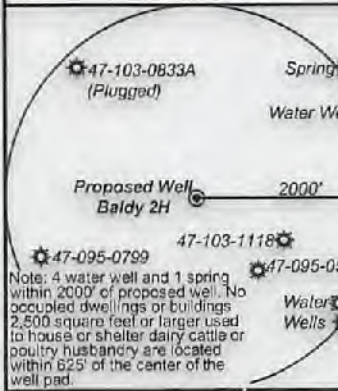 47-103-0833A
(Plugged)
Spring
Water We
Proposed Well
Baldy 2H
2000'
47-103-1118
47-095-0799
47-095-05
Note: 4 water well and 1 spring
within 2000' of proposed well. No
occupied dwellings or buildings
2,500 square feet or larger used
to house or shelter dairy cattle or
poultry husbandry are located
within 625' of the center of the
well pad.
Water
Wells